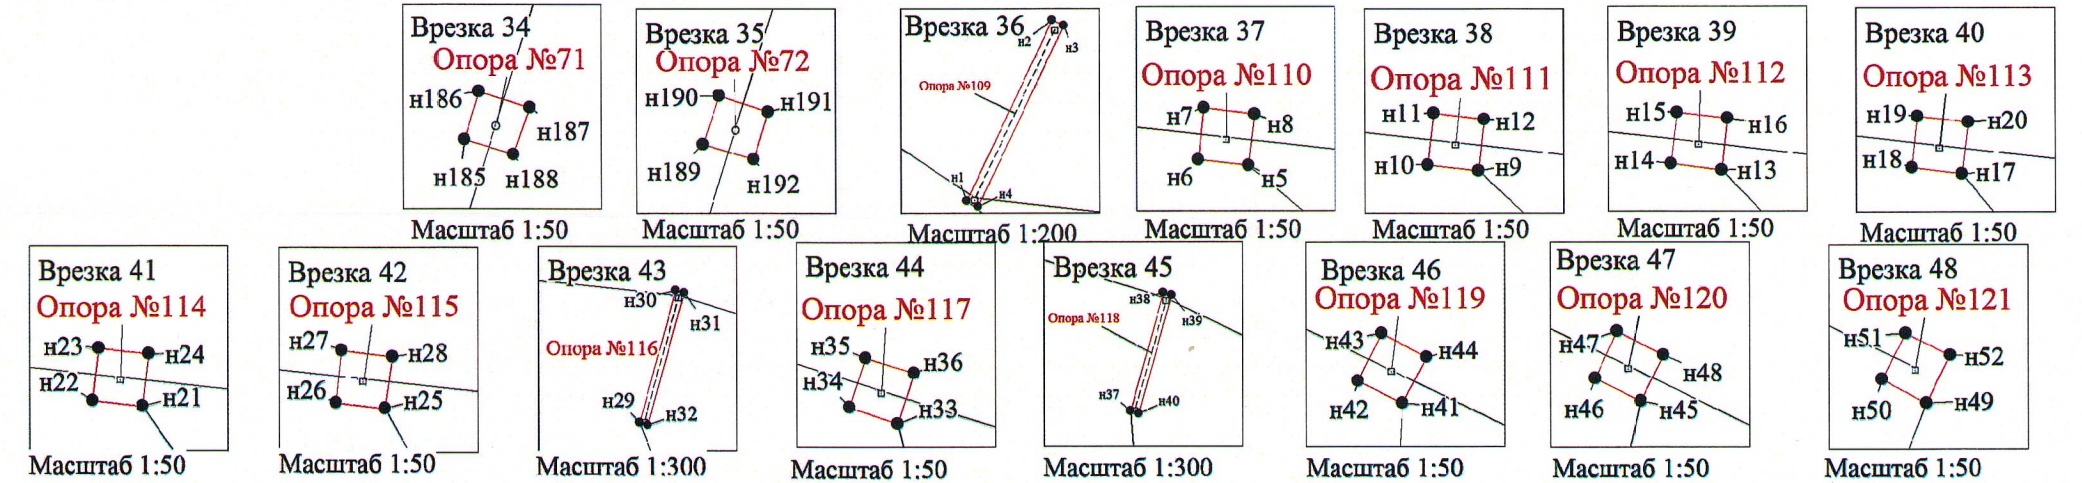 Врезка 34
Опора №71
н186
н187
н185
н188
Масштаб 1:50
Врезка 35
Опора №72
н190
н191
н189
н192
Масштаб 1:50
Врезка 36
н2
н3
Опора №109
н1
н4
Масштаб 1:200
Врезка 37
Опора №110
н7
н8
н6
н5
Масштаб 1:50
Врезка 38
Опора №111
н11
н12
н10
н9
Масштаб 1:50
Врезка 39
Опора №112
н15
н16
н14
н13
Масштаб 1:50
Врезка 40
Опора №113
н19
н20
н18
н17
Масштаб 1:50
Врезка 41
Опора №114
н23
н24
н22
н21
Масштаб 1:50
Врезка 42
Опора №115
н27
н28
н26
н25
Масштаб 1:50
Врезка 43
н30
н31
Опора №116
н29
н32
Масштаб 1:300
Врезка 44
Опора №117
н35
н36
н34
н33
Масштаб 1:50
Врезка 45
н38
н39
Опора №118
н37
н40
Масштаб 1:300
Врезка 46
Опора №119
н43
н44
н42
н41
Масштаб 1:50
Врезка 47
Опора №120
н47
н48
н46
н45
Масштаб 1:50
Врезка 48
Опора №121
н51
н52
н50
н49
Масштаб 1:50